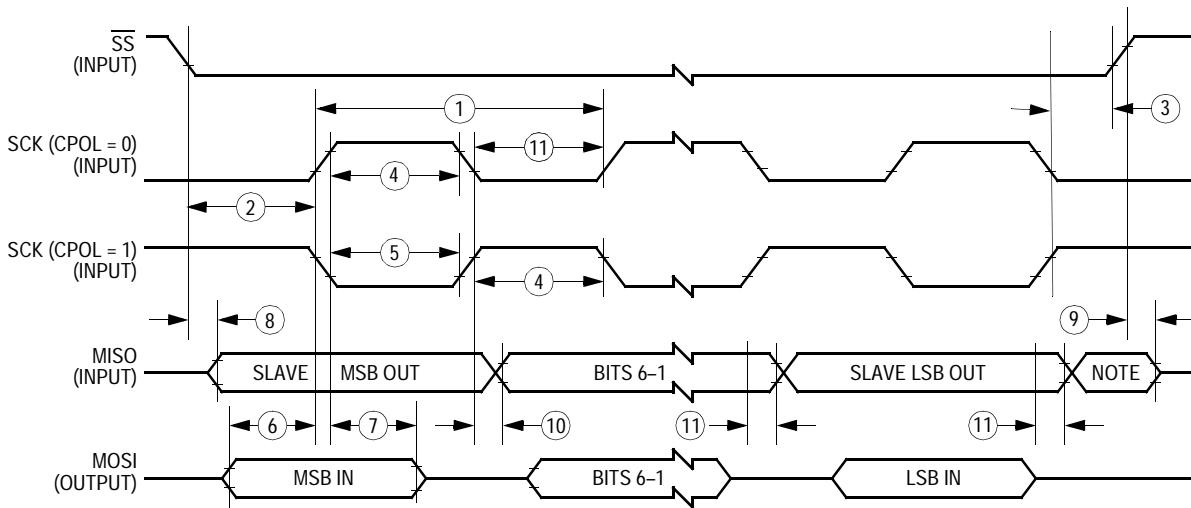 SS
(INPUT)
1
3
SCK (CPOL = 0)
(INPUT)
11
4
2
SCK (CPOL = 1)
(INPUT)
5
4
8
9
MISO
(INPUT)
SLAVE MSB OUT
BITS 6–1
SLAVE LSB OUT
NOTE
6
7
10
11
11
MOSI
(OUTPUT)
MSB IN
BITS 6–1
LSB IN